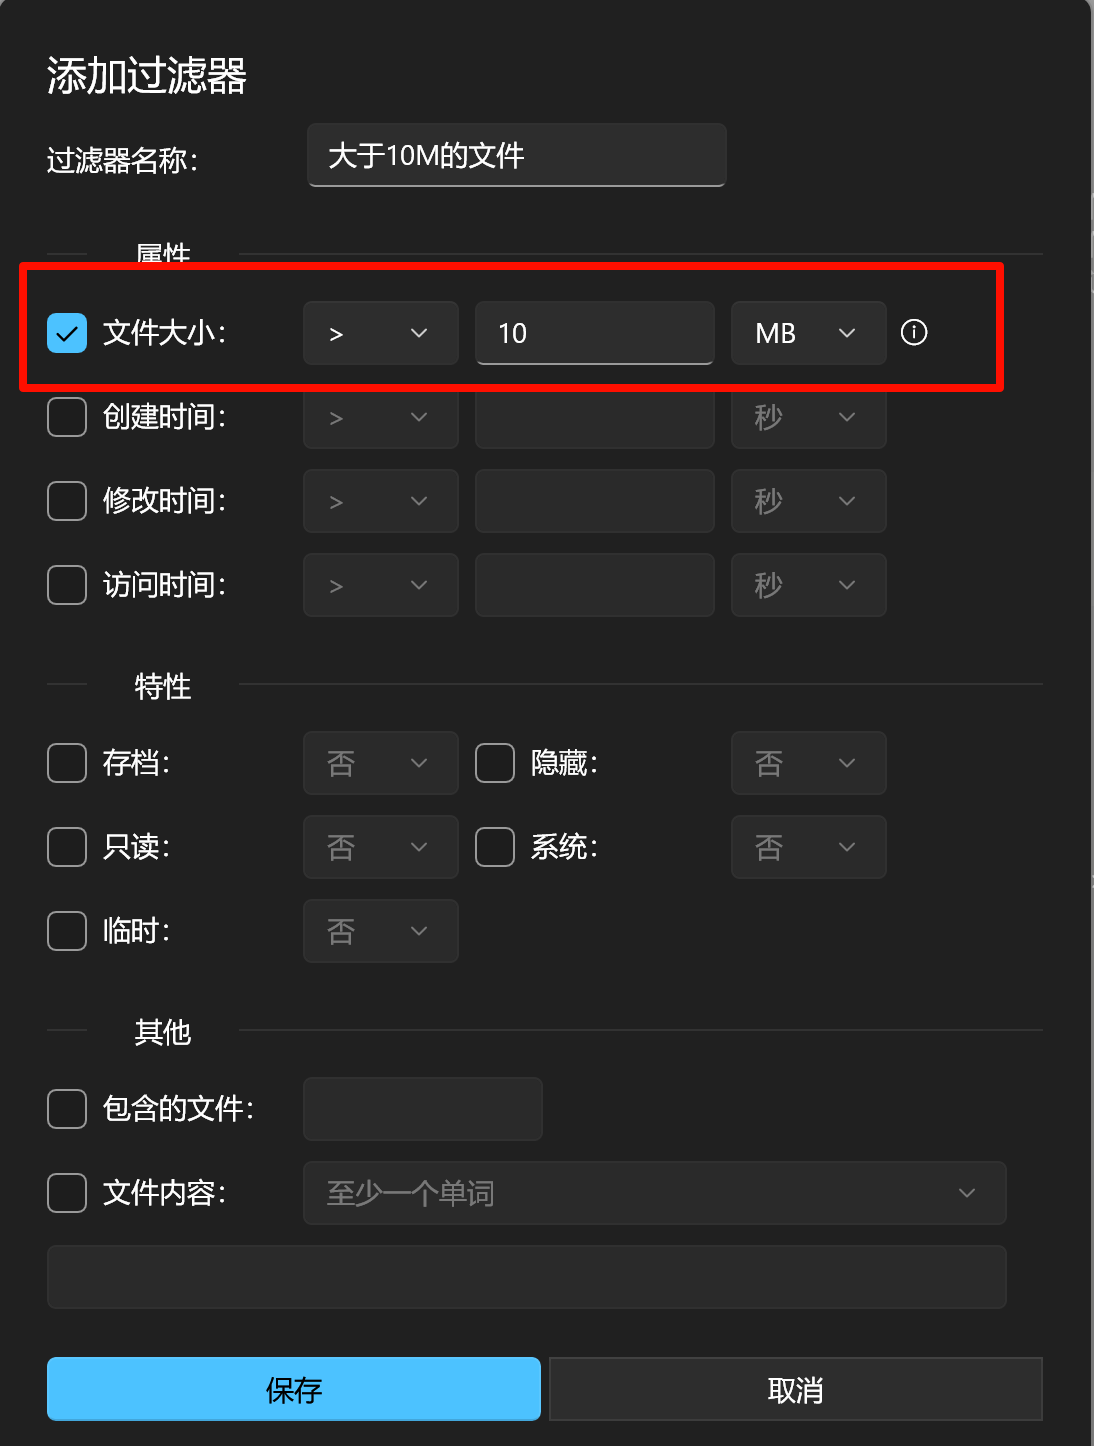 添加过滤器
过滤器名称: 大于10M的文件
属性
文件大小: > 10 MB
创建时间: > 秒
修改时间: > 秒
访问时间: > 秒
特性
存档: 否 隐藏: 否
只读: 否 系统: 否
临时: 否
其他
包含的文件:
文件内容: 至少一个单词
保存 取消